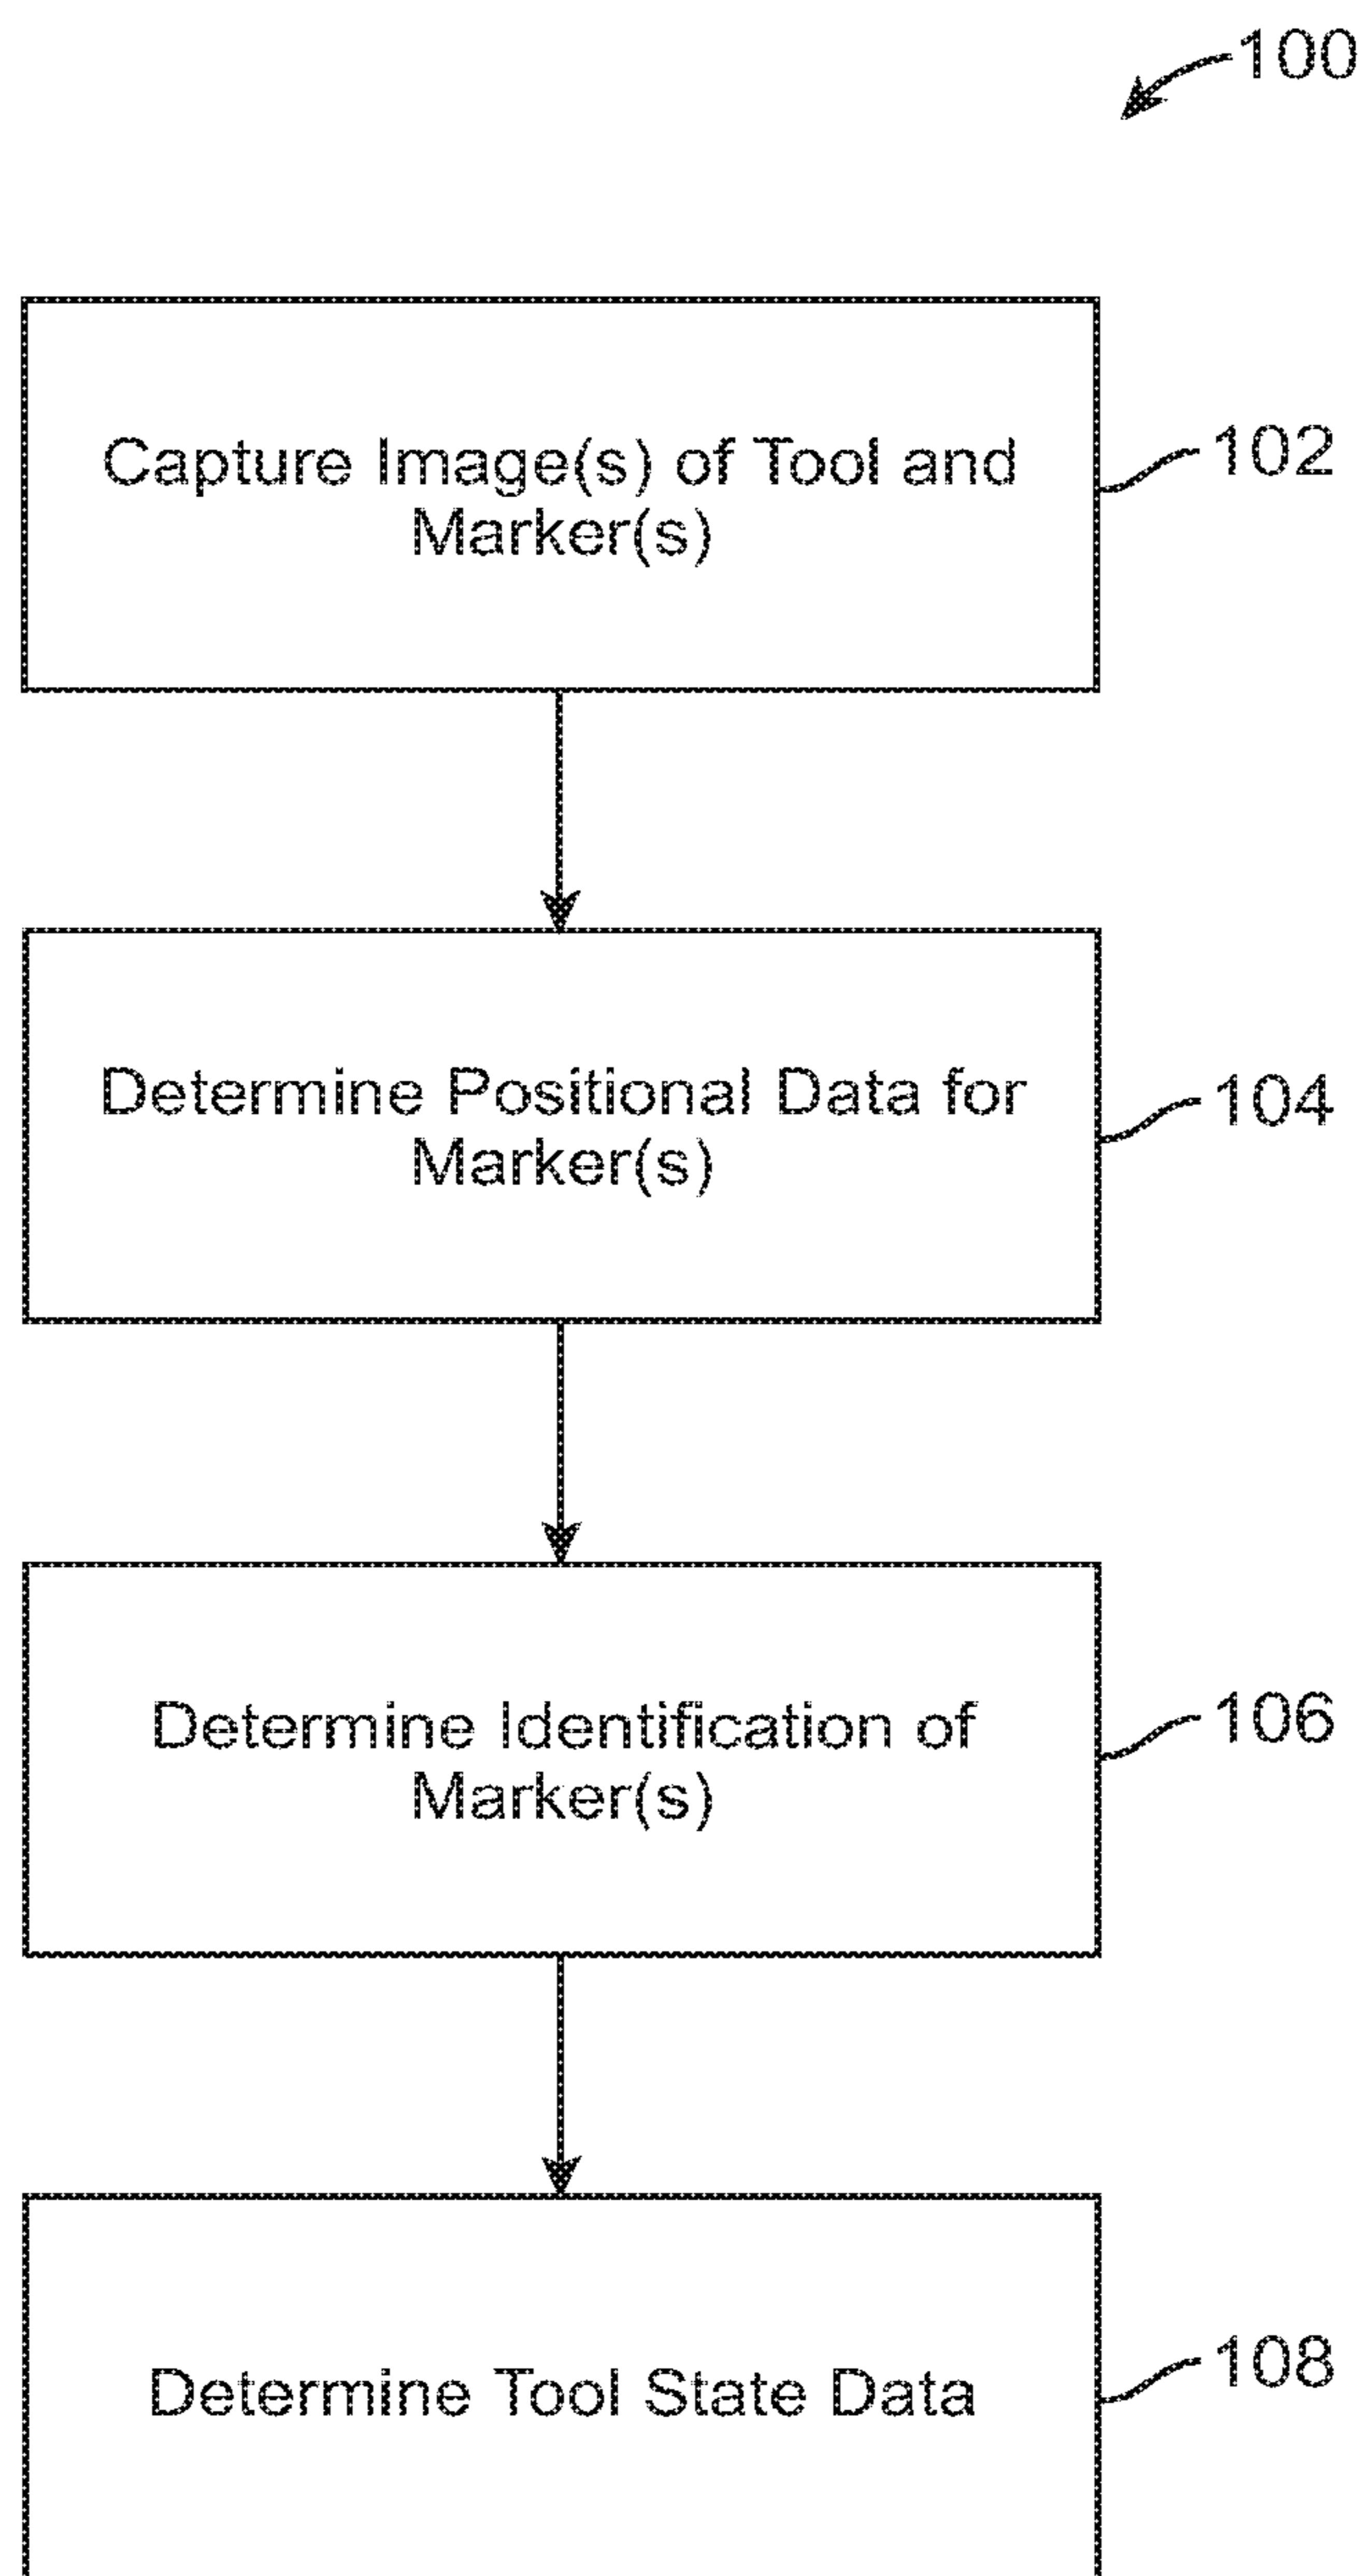 100
Capture Image(s) of Tool and
Marker(s)
102
Determine Positional Data for
Marker(s)
104
Determine Identification of
Marker(s)
106
Determine Tool State Data
108